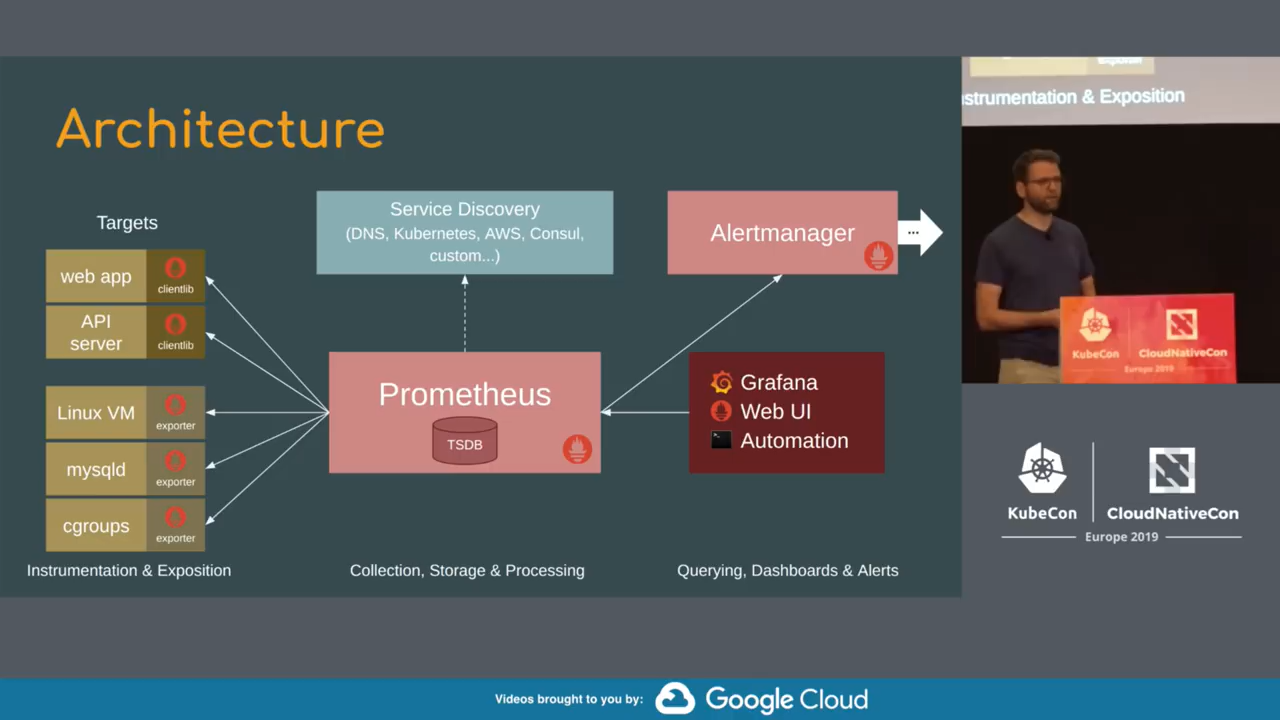 Architecture
Targets
web app
clientlib
API
server
clientlib
Linux VM
exporter
mysqld
exporter
cgroups
exporter
Instrumentation & Exposition
Service Discovery
(DNS, Kubernetes, AWS, Consul,
custom...)
Prometheus
TSDB
Collection, Storage & Processing
Alertmanager
...
Grafana
Web UI
Automation
Querying, Dashboards & Alerts
exporter
strumentation & Exposition
KubeCon
CloudNativeCon
Europe 2019
KubeCon
CloudNativeCon
Europe 2019
Videos brought to you by:
Google Cloud